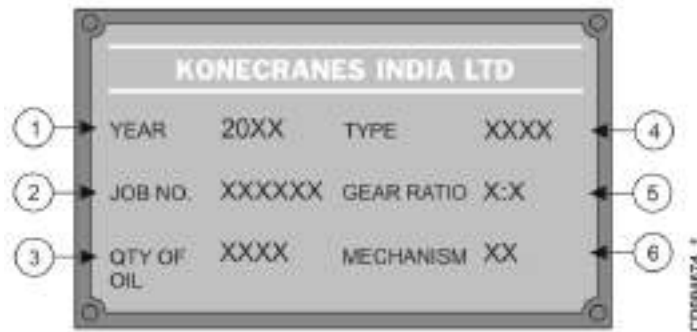 KONECRANES INDIA LTD
1 YEAR 20XX TYPE XXXX 4
2 JOB NO. XXXXXX GEAR RATIO X:X 5
3 QTY OF OIL XXXX MECHANISM XX 6